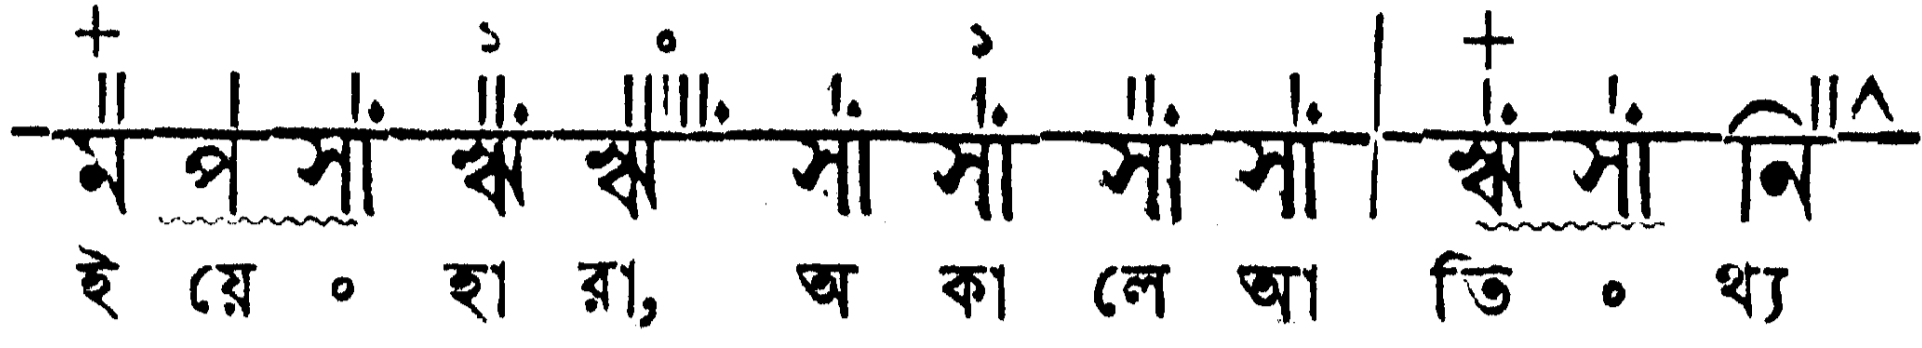 + ১ ০ ১ +
ম প সা ঋ ঋ সা সা সা সা | ঋ সা নি
ই য়ে ০ হা রা, অ কা লে আ তি ০ থ্য